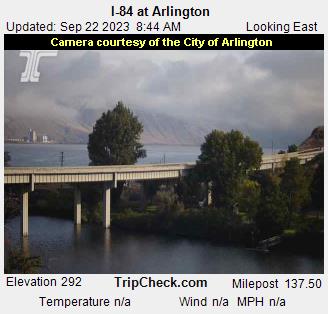 I-84 at Arlington
Updated: Sep 22 2023 8:44 AM Looking East
Camera courtesy of the City of Arlington
Elevation 292 TripCheck.com Milepost 137.50
Temperature n/a Wind n/a MPH n/a